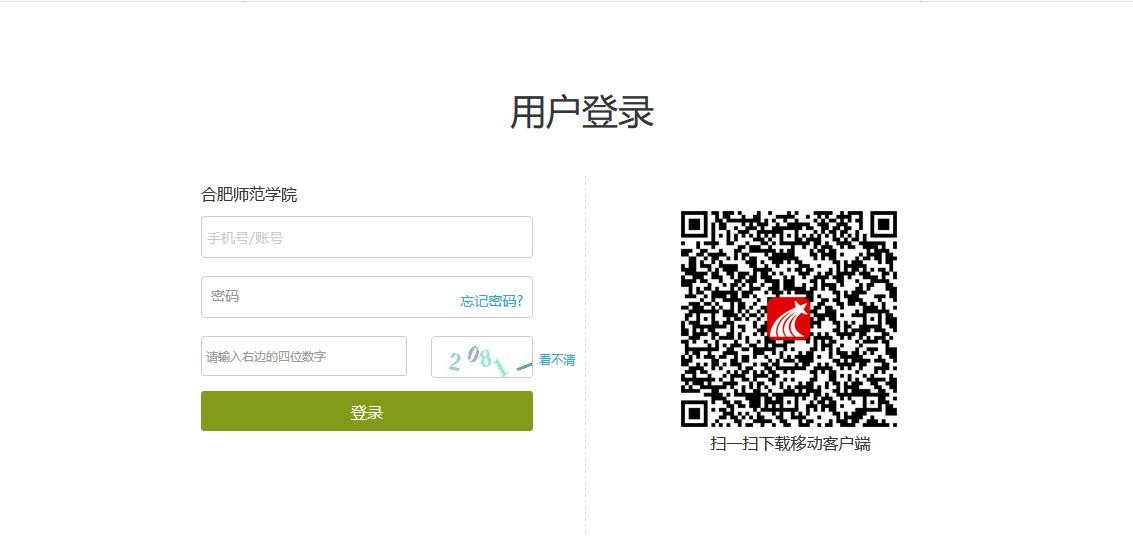 用户登录
合肥师范学院
手机号/账号
密码
忘记密码?
请输入右边的四位数字
2081
看不清
登录
扫一扫下载移动客户端